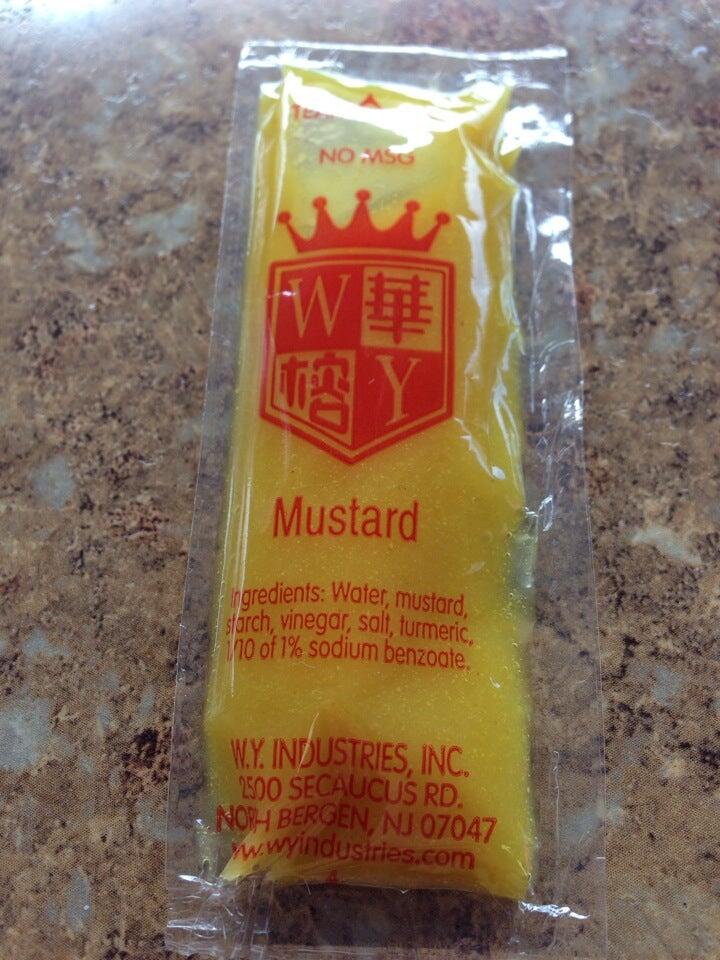 NO MSG
W 華
榕 Y
Mustard
Ingredients: Water, mustard,
starch, vinegar, salt, turmeric,
1/10 of 1% sodium benzoate.
W.Y. INDUSTRIES, INC.
2500 SECAUCUS RD.
NORTH BERGEN, NJ 07047
www.wyindustries.com